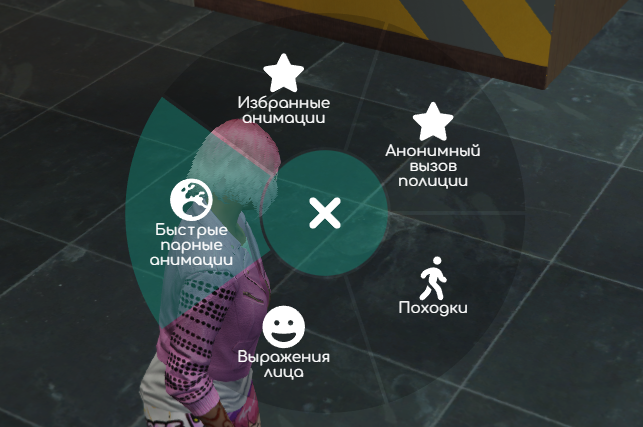 Избранные
анимации
Анонимный
вызов
полиции
Быстрые
парные
анимации
Походки
Выражения
лица